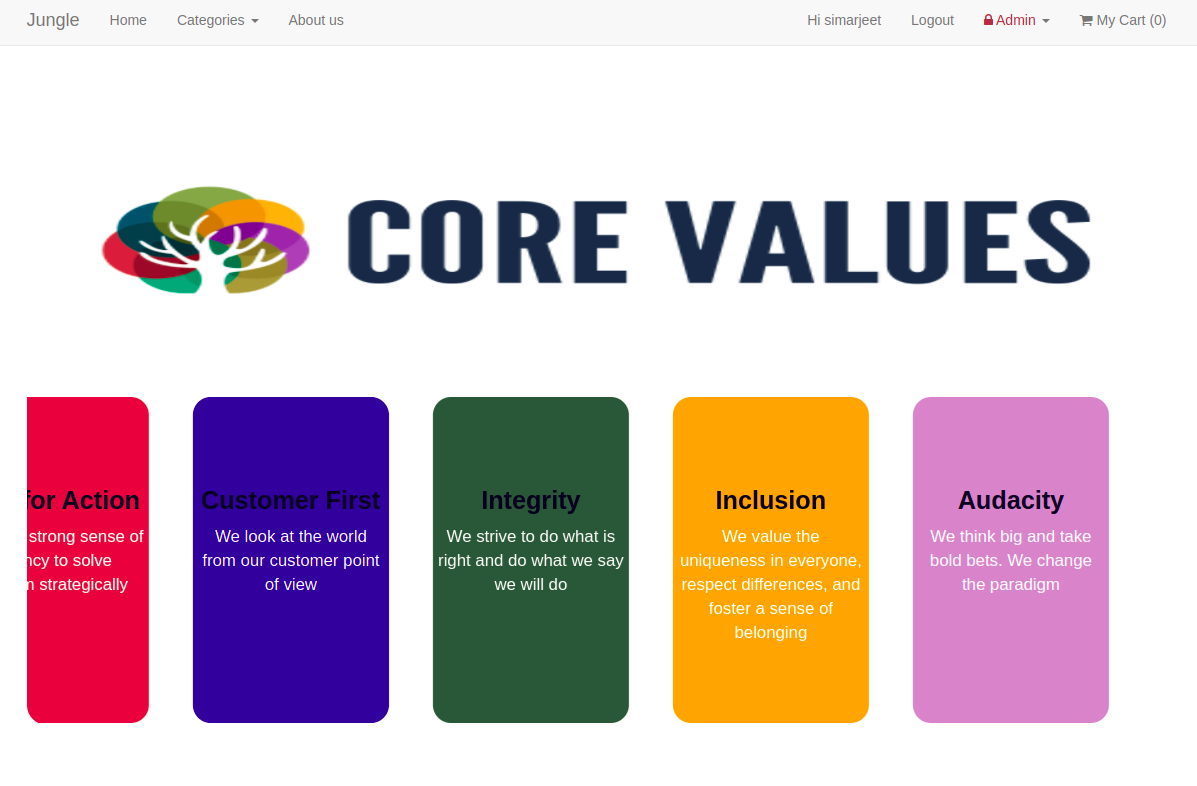 Jungle Home Categories About us Hi simarjeet Logout Admin My Cart (0)
CORE VALUES
for Action
strong sense of
to solve
strategically
Customer First
We look at the world
from our customer point
of view
Integrity
We strive to do what is
right and do what we say
we will do
Inclusion
We value the
uniqueness in everyone,
respect differences, and
foster a sense of
belonging
Audacity
We think big and take
bold bets. We change
the paradigm